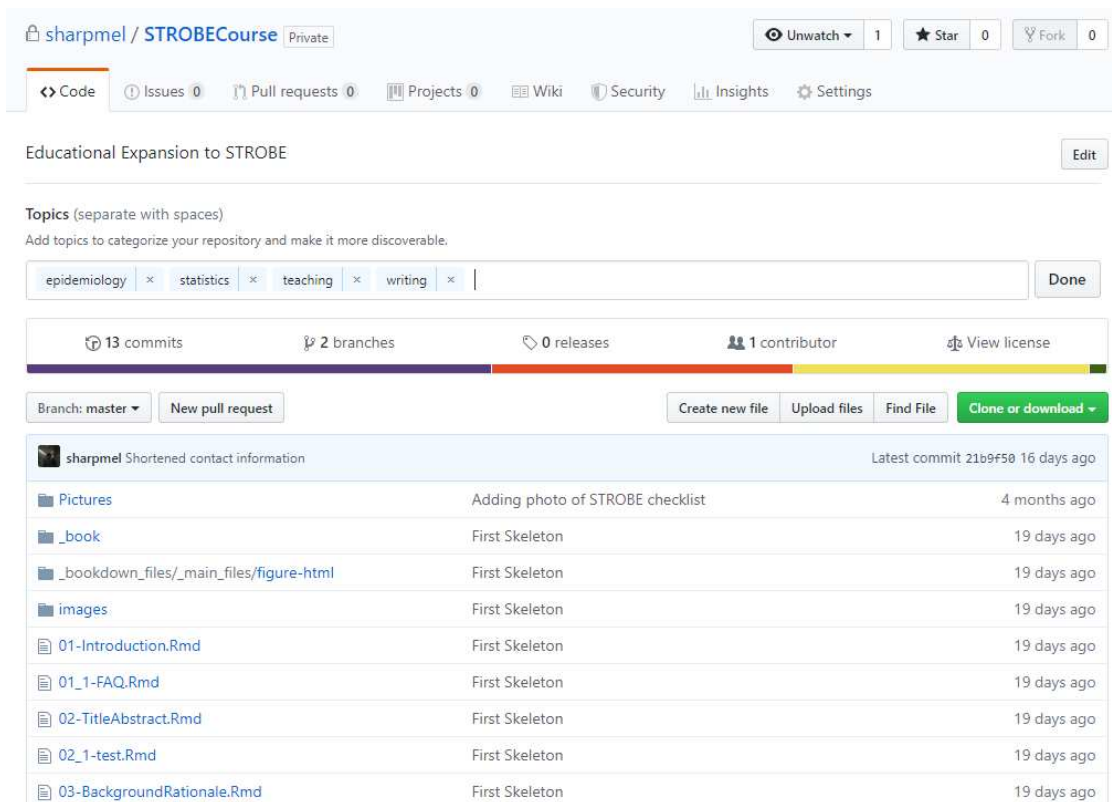 sharpmel / STROBECourse Private Unwatch 1 Star 0 Fork 0
Code Issues 0 Pull requests 0 Projects 0 Wiki Security Insights Settings
Educational Expansion to STROBE Edit
Topics (separate with spaces)
Add topics to categorize your repository and make it more discoverable.
epidemiology × statistics × teaching × writing × Done
13 commits 2 branches 0 releases 1 contributor View license
Branch: master New pull request Create new file Upload files Find File Clone or download
sharpmel Shortened contact information Latest commit 21b9f50 16 days ago
Pictures Adding photo of STROBE checklist 4 months ago
_book First Skeleton 19 days ago
_bookdown_files/_main_files/figure-html First Skeleton 19 days ago
images First Skeleton 19 days ago
01-Introduction.Rmd First Skeleton 19 days ago
01_1-FAQ.Rmd First Skeleton 19 days ago
02-TitleAbstract.Rmd First Skeleton 19 days ago
02_1-test.Rmd First Skeleton 19 days ago
03-BackgroundRationale.Rmd First Skeleton 19 days ago